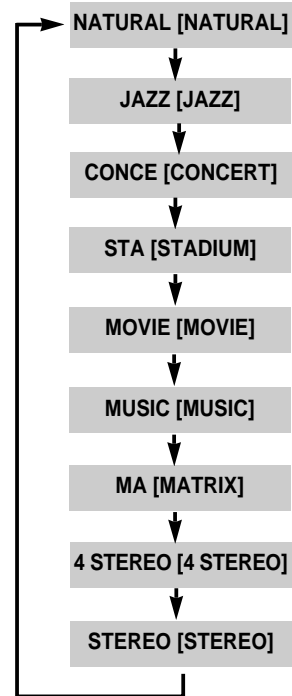 NATURAL [NATURAL]
JAZZ [JAZZ]
CONCE [CONCERT]
STA [STADIUM]
MOVIE [MOVIE]
MUSIC [MUSIC]
MA [MATRIX]
4 STEREO [4 STEREO]
STEREO [STEREO]